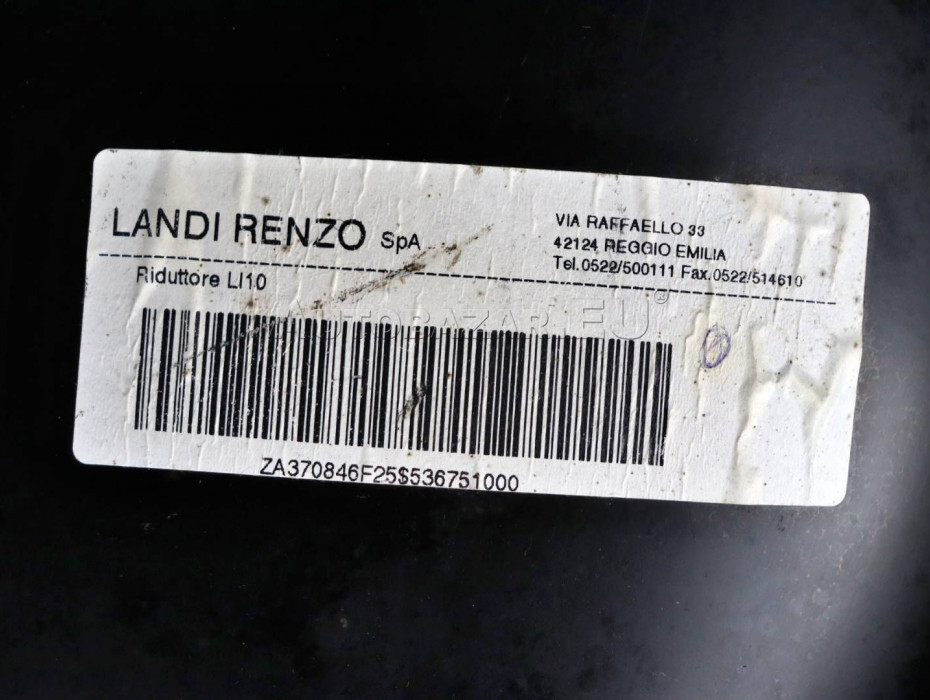 LANDI RENZO SpA
VIA RAFFAELLO 33
42124 REGGIO EMILIA
Tel.0522/500111 Fax.0522/514610
Riduttore LI10
AUTOBAZAR.EU®
ZA370846F25$536751000